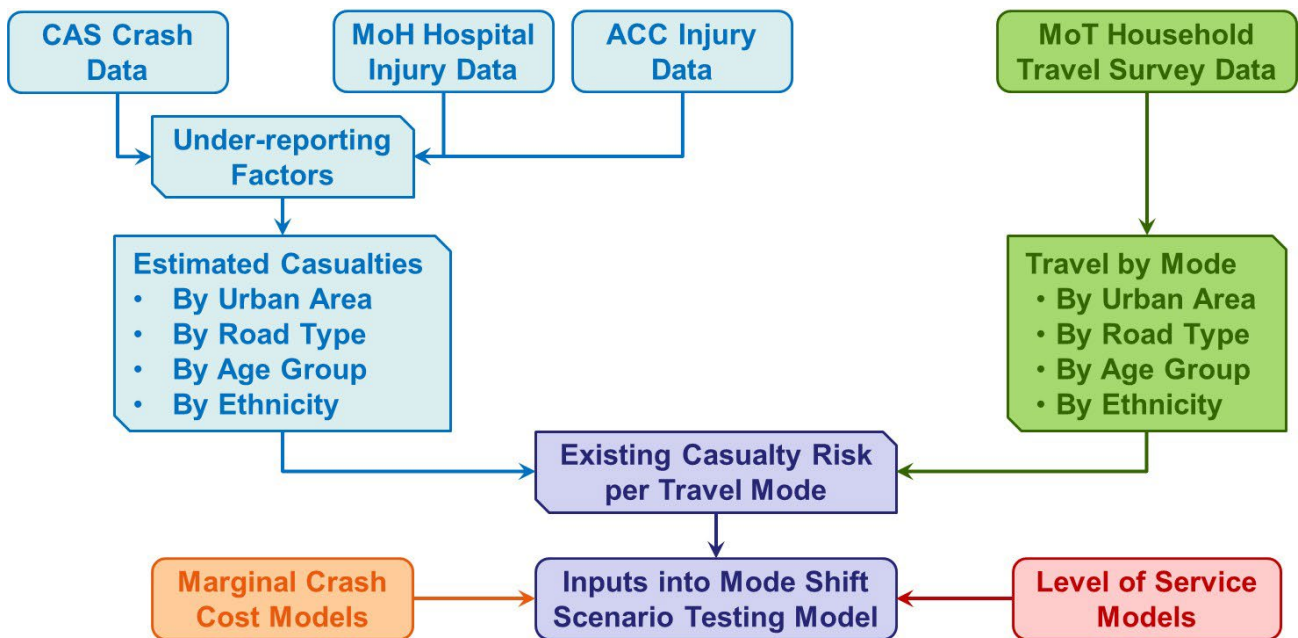 CAS Crash
Data
MoH Hospital
Injury Data
ACC Injury
Data
MoT Household
Travel Survey Data
Under-reporting
Factors
Estimated Casualties
• By Urban Area
• By Road Type
• By Age Group
• By Ethnicity
Travel by Mode
• By Urban Area
• By Road Type
• By Age Group
• By Ethnicity
Existing Casualty Risk
per Travel Mode
Marginal Crash
Cost Models
Inputs into Mode Shift
Scenario Testing Model
Level of Service
Models